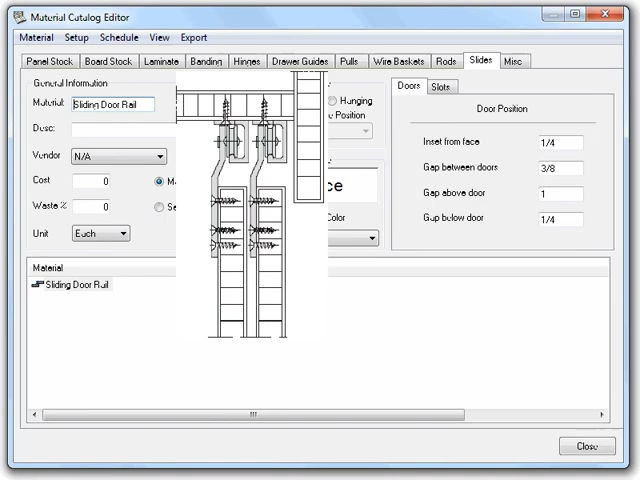 Material Catalog Editor
Material Setup Schedule View Export
Panel Stock Board Stock Laminate Banding Hinges Drawer Guides Pulls Wire Baskets Rods Slides Misc
General Information
Material: Sliding Door Rail
Desc:
Vendor N/A
Cost 0
Waste % 0
Unit Each
Hanging
Position
Color
Doors Slots
Door Position
Inset from face 1/4
Gap between doors 3/8
Gap above door 1
Gap below door 1/4
Material
Sliding Door Rail
Close